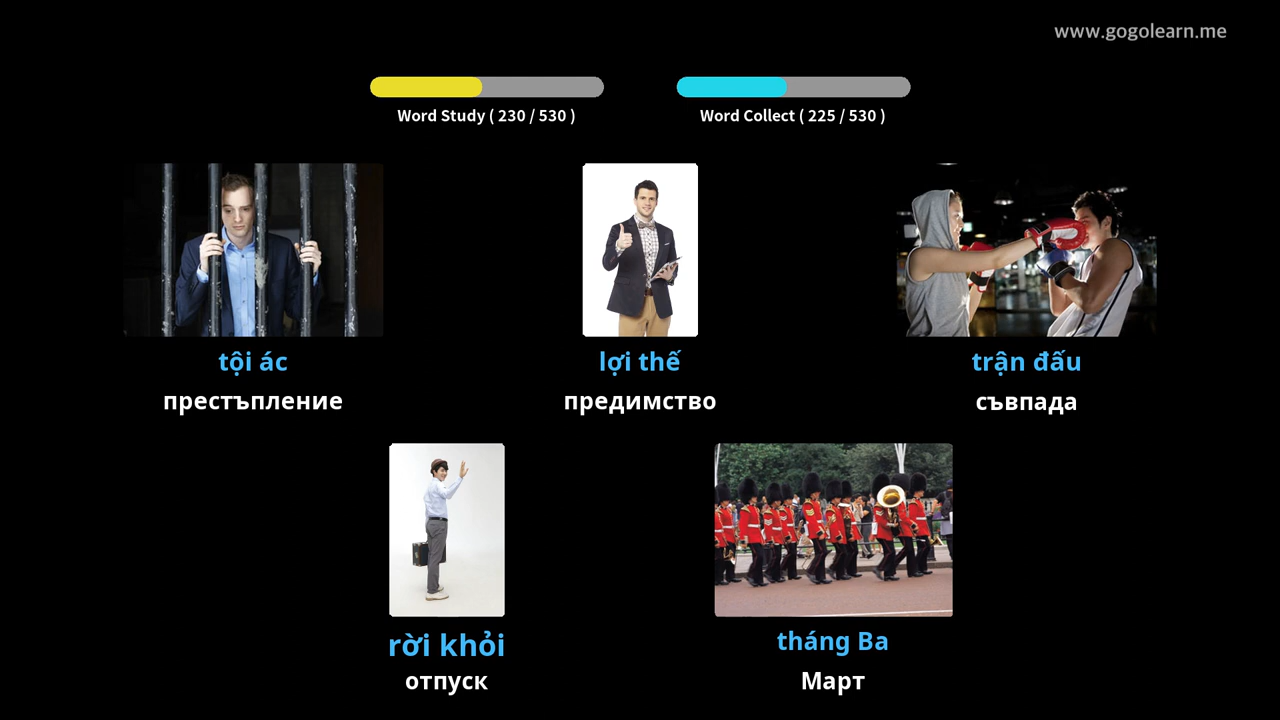 www.gogolearn.me
Word Study ( 230 / 530 )
Word Collect ( 225 / 530 )
tội ác
престъпление
lợi thế
предимство
trận đấu
съвпада
rời khỏi
отпуск
tháng Ba
Март